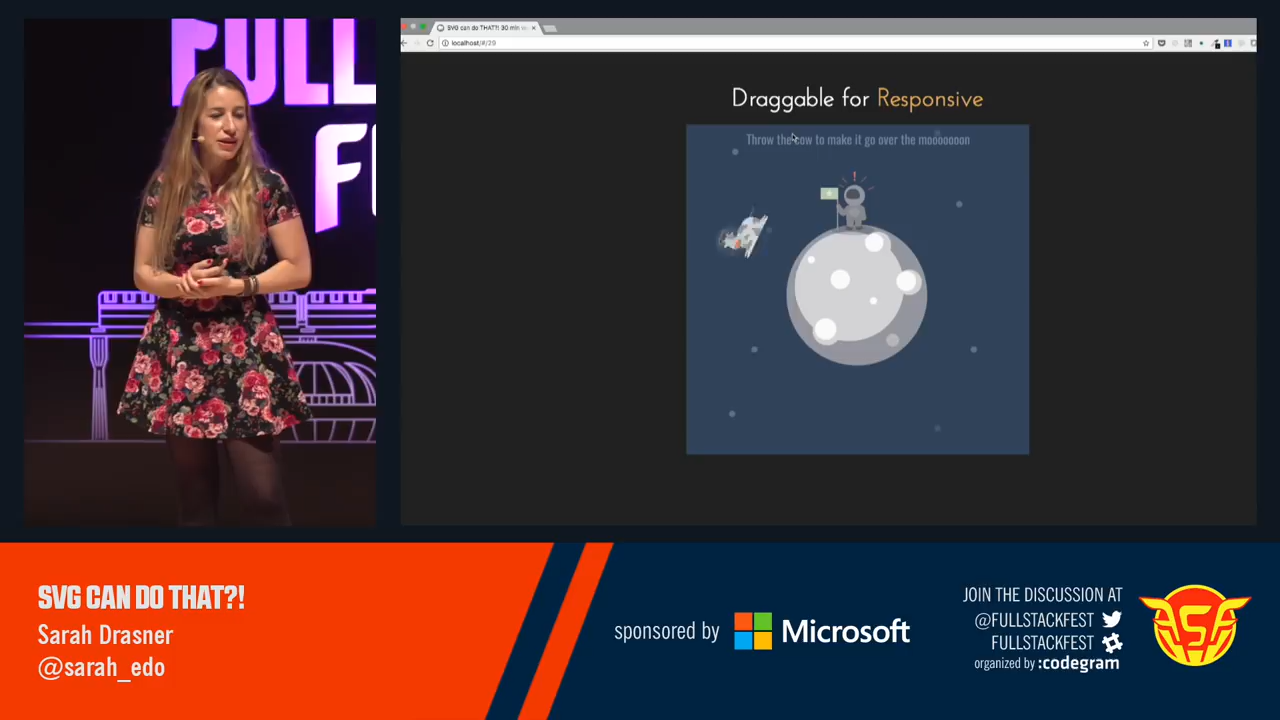 FULL
F
SVG can do THAT?! 30 min
localhost/#/29
Draggable for Responsive
Throw the cow to make it go over the mooooooon
SVG CAN DO THAT?!
Sarah Drasner
@sarah_edo
sponsored by Microsoft
JOIN THE DISCUSSION AT
@FULLSTACKFEST
FULLSTACKFEST
organized by :codegram
FSF